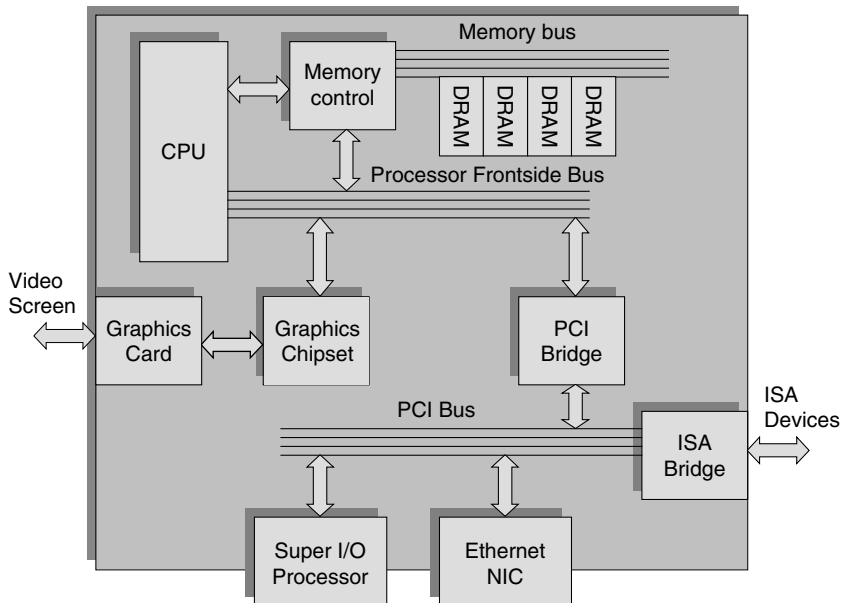 Memory bus
Memory
control
DRAM
DRAM
DRAM
DRAM
CPU
Processor Frontside Bus
Video
Screen
Graphics
Card
Graphics
Chipset
PCI
Bridge
PCI Bus
ISA
Devices
ISA
Bridge
Super I/O
Processor
Ethernet
NIC